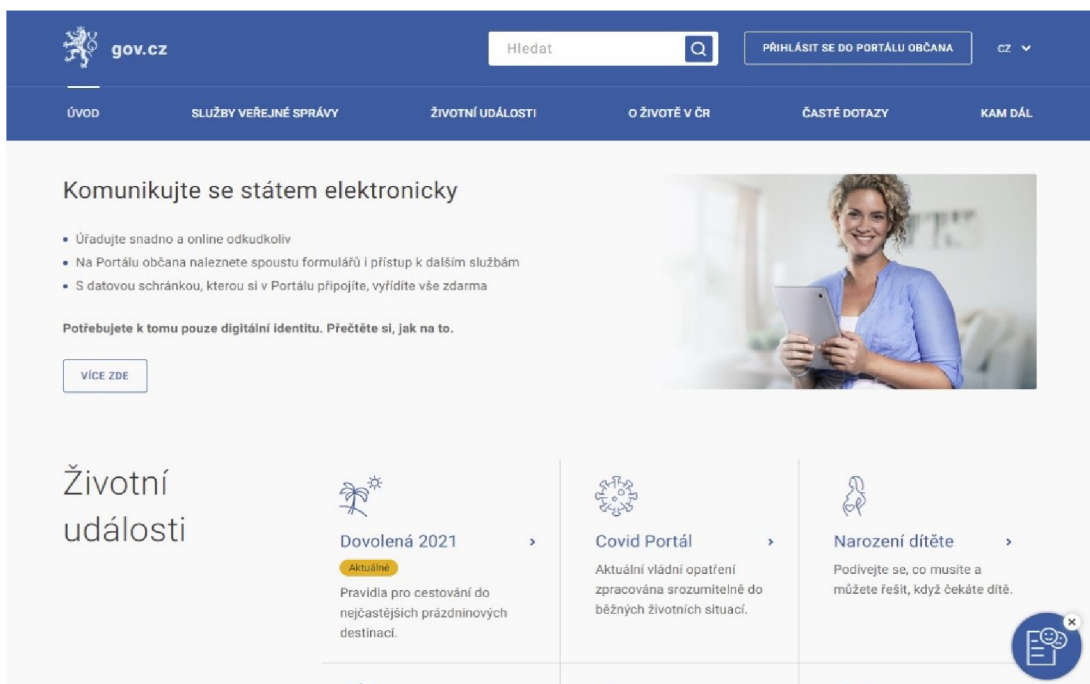 gov.cz
Hledat
PŘIHLÁSIT SE DO PORTÁLU OBČANA
CZ
ÚVOD
SLUŽBY VEŘEJNÉ SPRÁVY
ŽIVOTNÍ UDÁLOSTI
O ŽIVOTĚ V ČR
ČASTÉ DOTAZY
KAM DÁL
Komunikujte se státem elektronicky
Úřadujte snadno a online odkudkoliv
Na Portálu občana naleznete spoustu formulářů i přístup k dalším službám
S datovou schránkou, kterou si v Portálu připojíte, vyřídíte vše zdarma
Potřebujete k tomu pouze digitální identitu. Přečtěte si, jak na to.
VÍCE ZDE
Životní
události
Dovolená 2021
Aktuálně
Pravidla pro cestování do
nejčastějších prázdninových
destinací.
Covid Portál
Aktuální vládní opatření
zpracována srozumitelně do
běžných životních situací.
Narození dítěte
Podívejte se, co musíte a
můžete řešit, když čekáte dítě.